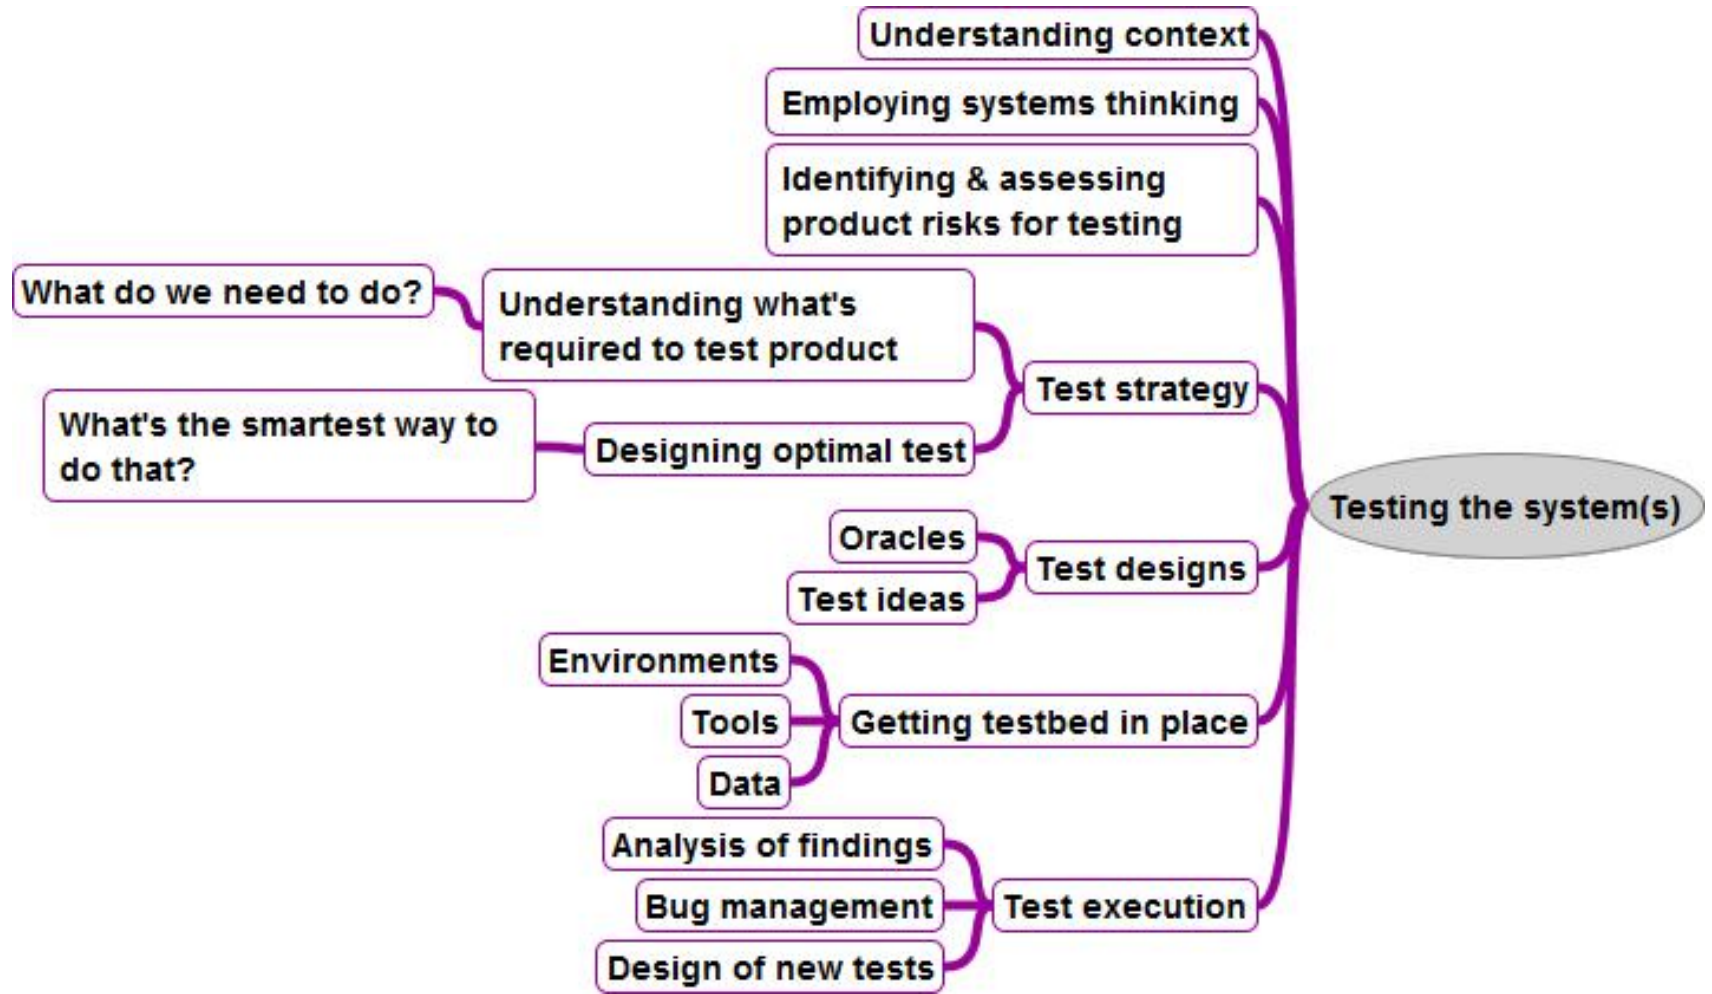 Understanding context
Employing systems thinking
Identifying & assessing
product risks for testing
What do we need to do?
Understanding what's
required to test product
Test strategy
What's the smartest way to
do that?
Designing optimal test
Testing the system(s)
Oracles
Test designs
Test ideas
Environments
Tools
Getting testbed in place
Data
Analysis of findings
Bug management
Test execution
Design of new tests